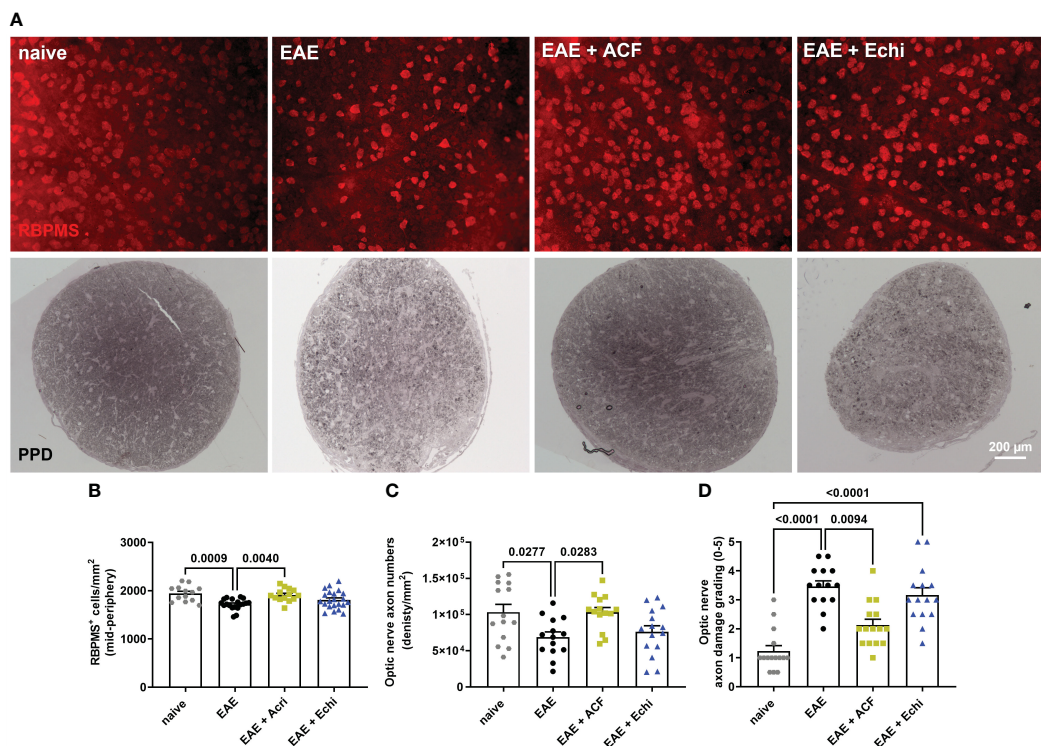 A
naive
EAE
EAE + ACF
EAE + Echi
RBPMS
PPD
200 µm
B
RBPMS⁺ cells/mm²
(mid-periphery)
3000
2000
1000
0
0.0009
0.0040
naive
EAE
EAE + Acri
EAE + Echi
C
Optic nerve axon numbers
(denisty/mm²)
2×10⁵
1.5×10⁵
1×10⁵
5×10⁴
0
0.0277
0.0283
naive
EAE
EAE + ACF
EAE + Echi
D
Optic nerve
axon damage grading (0-5)
5
4
3
2
1
0
<0.0001
<0.0001
0.0094
naive
EAE
EAE + ACF
EAE + Echi